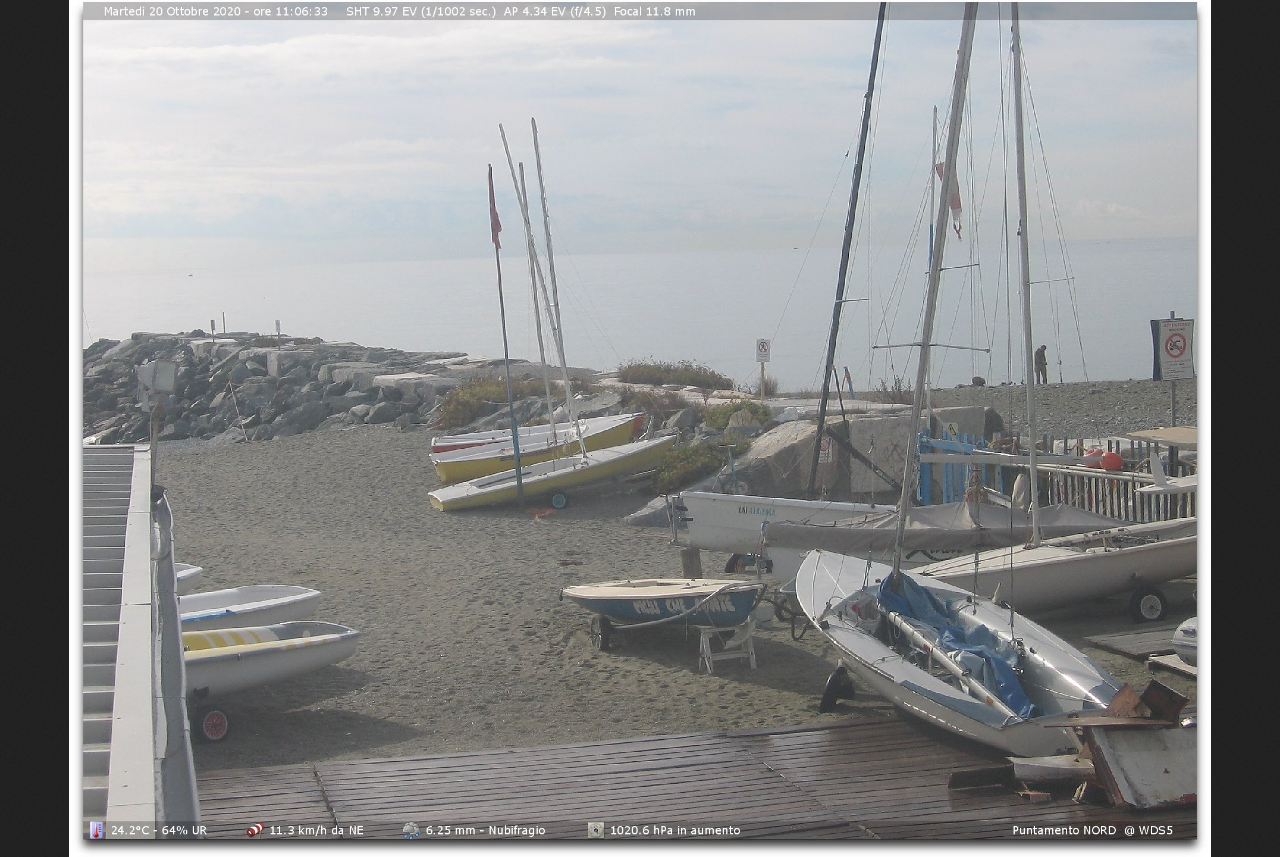 Martedì 20 Ottobre 2020 - ore 11:06:33 SHT 9.97 EV (1/1002 sec.) AP 4.34 EV (f/4.5) Focal 11.8 mm
24.2°C - 64% UR 11.3 km/h da NE 6.25 mm - Nubifragio 1020.6 hPa in aumento Puntamento NORD @ WDS5